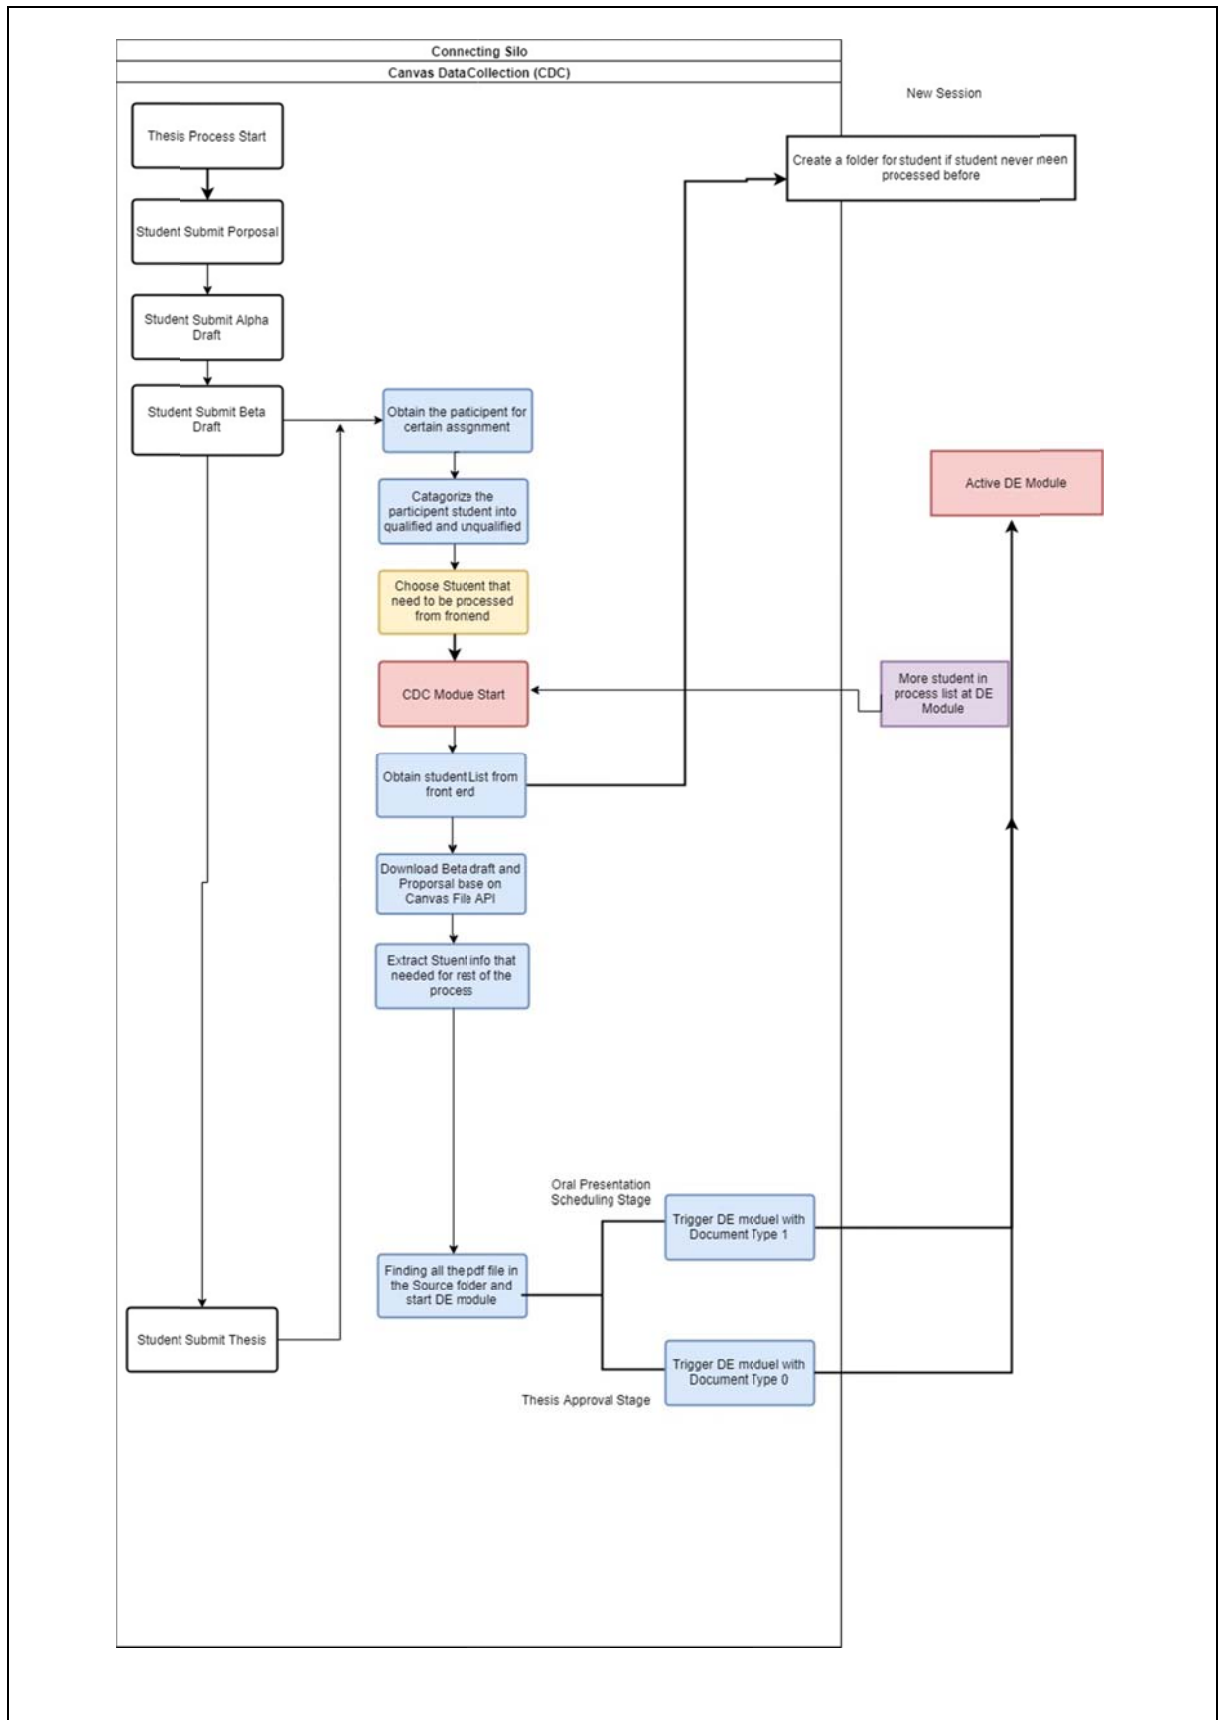 Connecting Silo
Canvas DataCollection (CDC)
New Session
Thesis Process Start
Create a folder for student if student never meen
processed before
Student Submit Porposal
Student Submit Alpha
Draft
Student Submit Beta
Draft
Obtain the paticipent for
certain assgnment
Catagorize the
participent student into
qualified and unqualified
Active DE Module
Choose Student that
need to be processed
from frontend
CDC Modue Start
More student in
process list at DE
Module
Obtain student List from
front end
Download Beta draft and
Proporsal base on
Canvas File API
Extract Stuent info that
needed for rest of the
process
Oral Presentation
Scheduling Stage
Trigger DE moduel with
Document Type 1
Finding all the pdf file in
the Source folder and
start DE module
Student Submit Thesis
Trigger DE moduel with
Document Type 0
Thesis Approval Stage